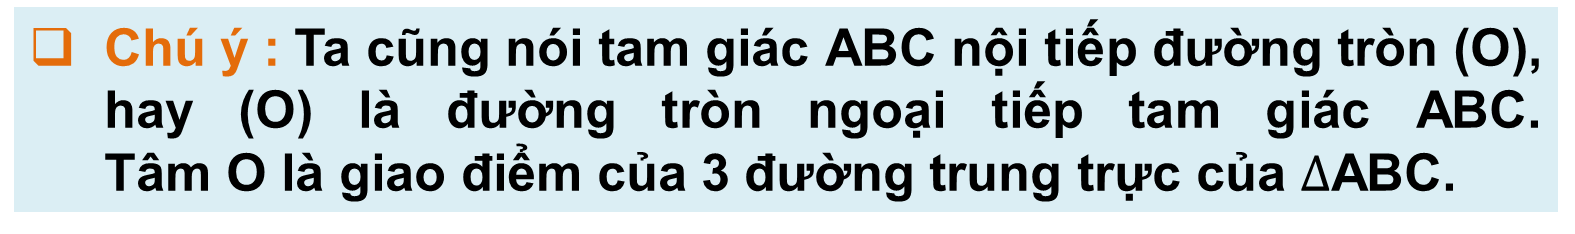 ❑ Chú ý : Ta cũng nói tam giác ABC nội tiếp đường tròn (O),
hay (O) là đường tròn ngoại tiếp tam giác ABC.
Tâm O là giao điểm của 3 đường trung trực của ΔABC.